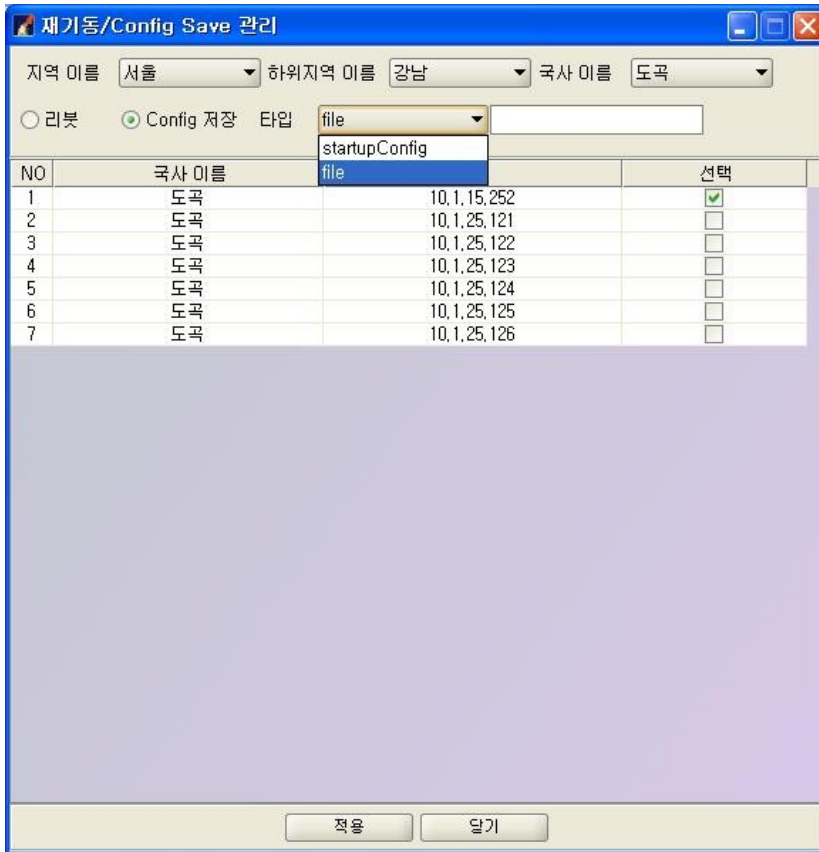 재기동/Config Save 관리
지역 이름 서울 하위지역 이름 강남 국사 이름 도곡
리붓 Config 저장 타입 file
startupConfig
file
NO 국사 이름 선택
1 도곡 10,1,15,252
2 도곡 10,1,25,121
3 도곡 10,1,25,122
4 도곡 10,1,25,123
5 도곡 10,1,25,124
6 도곡 10,1,25,125
7 도곡 10,1,25,126
적용 닫기